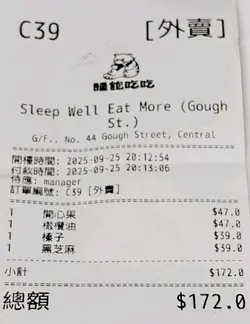 C39 [外賣]
睡飽吃吃
Sleep Well Eat More (Gough
St.)
G/F., No. 44 Gough Street, Central
開檯時間: 2025-09-25 20:12:54
付款時間: 2025-09-25 20:13:06
侍應: manager
訂單編號: C39 [外賣]
1 開心果 $47.0
1 橄欖油 $47.0
1 榛子 $39.0
1 黑芝麻 $39.0
小計 $172.0
總額 $172.0